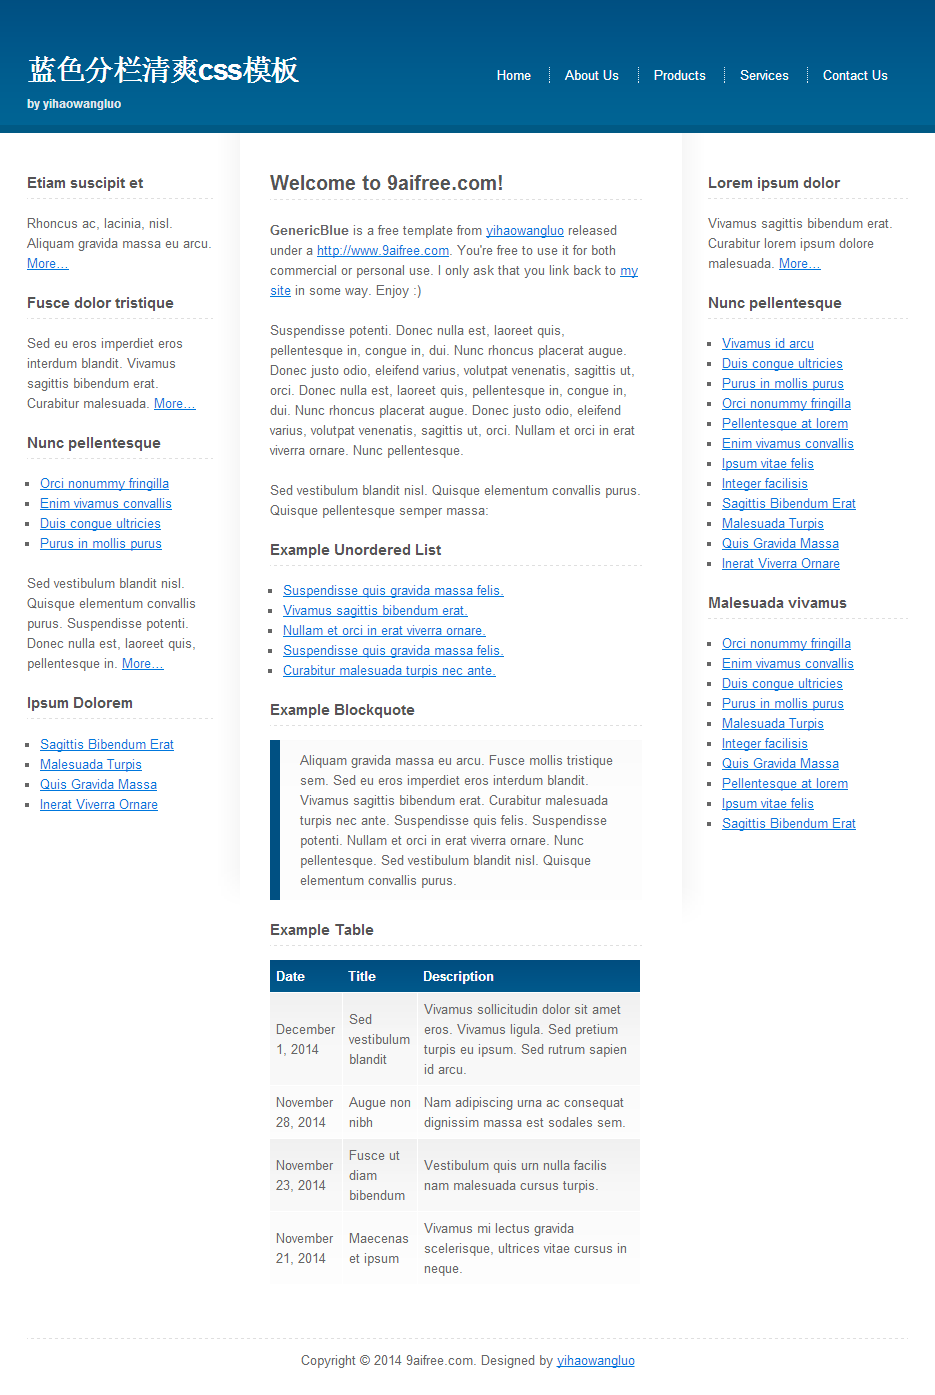 蓝色分栏清爽css模板
by yihaowangluo
Home
About Us
Products
Services
Contact Us
Etiam suscipit et
Rhoncus ac, lacinia, nisl.
Aliquam gravida massa eu arcu.
More…
Fusce dolor tristique
Sed eu eros imperdiet eros
interdum blandit. Vivamus
sagittis bibendum erat.
Curabitur malesuada. More…
Nunc pellentesque
Orci nonummy fringilla
Enim vivamus convallis
Duis congue ultricies
Purus in mollis purus
Sed vestibulum blandit nisl.
Quisque elementum convallis
purus. Suspendisse potenti.
Donec nulla est, laoreet quis,
pellentesque in. More…
Ipsum Dolorem
Sagittis Bibendum Erat
Malesuada Turpis
Quis Gravida Massa
Inerat Viverra Ornare
Welcome to 9aifree.com!
GenericBlue is a free template from yihaowangluo released
under a http://www.9aifree.com. You're free to use it for both
commercial or personal use. I only ask that you link back to my
site in some way. Enjoy :)
Suspendisse potenti. Donec nulla est, laoreet quis,
pellentesque in, congue in, dui. Nunc rhoncus placerat augue.
Donec justo odio, eleifend varius, volutpat venenatis, sagittis ut,
orci. Donec nulla est, laoreet quis, pellentesque in, congue in,
dui. Nunc rhoncus placerat augue. Donec justo odio, eleifend
varius, volutpat venenatis, sagittis ut, orci. Nullam et orci in erat
viverra ornare. Nunc pellentesque.
Sed vestibulum blandit nisl. Quisque elementum convallis purus.
Quisque pellentesque semper massa:
Example Unordered List
Suspendisse quis gravida massa felis.
Vivamus sagittis bibendum erat.
Nullam et orci in erat viverra ornare.
Suspendisse quis gravida massa felis.
Curabitur malesuada turpis nec ante.
Example Blockquote
Aliquam gravida massa eu arcu. Fusce mollis tristique
sem. Sed eu eros imperdiet eros interdum blandit.
Vivamus sagittis bibendum erat. Curabitur malesuada
turpis nec ante. Suspendisse quis felis. Suspendisse
potenti. Nullam et orci in erat viverra ornare. Nunc
pellentesque. Sed vestibulum blandit nisl. Quisque
elementum convallis purus.
Example Table
Date Title Description
December
1, 2014
Sed
vestibulum
blandit
Vivamus sollicitudin dolor sit amet
eros. Vivamus ligula. Sed pretium
turpis eu ipsum. Sed rutrum sapien
id arcu.
November
28, 2014
Augue non
nibh
Nam adipiscing urna ac consequat
dignissim massa est sodales sem.
November
23, 2014
Fusce ut
diam
bibendum
Vestibulum quis urn nulla facilis
nam malesuada cursus turpis.
November
21, 2014
Maecenas
et ipsum
Vivamus mi lectus gravida
scelerisque, ultrices vitae cursus in
neque.
Lorem ipsum dolor
Vivamus sagittis bibendum erat.
Curabitur lorem ipsum dolore
malesuada. More…
Nunc pellentesque
Vivamus id arcu
Duis congue ultricies
Purus in mollis purus
Orci nonummy fringilla
Pellentesque at lorem
Enim vivamus convallis
Ipsum vitae felis
Integer facilisis
Sagittis Bibendum Erat
Malesuada Turpis
Quis Gravida Massa
Inerat Viverra Ornare
Malesuada vivamus
Orci nonummy fringilla
Enim vivamus convallis
Duis congue ultricies
Purus in mollis purus
Malesuada Turpis
Integer facilisis
Quis Gravida Massa
Pellentesque at lorem
Ipsum vitae felis
Sagittis Bibendum Erat
Copyright © 2014 9aifree.com. Designed by yihaowangluo